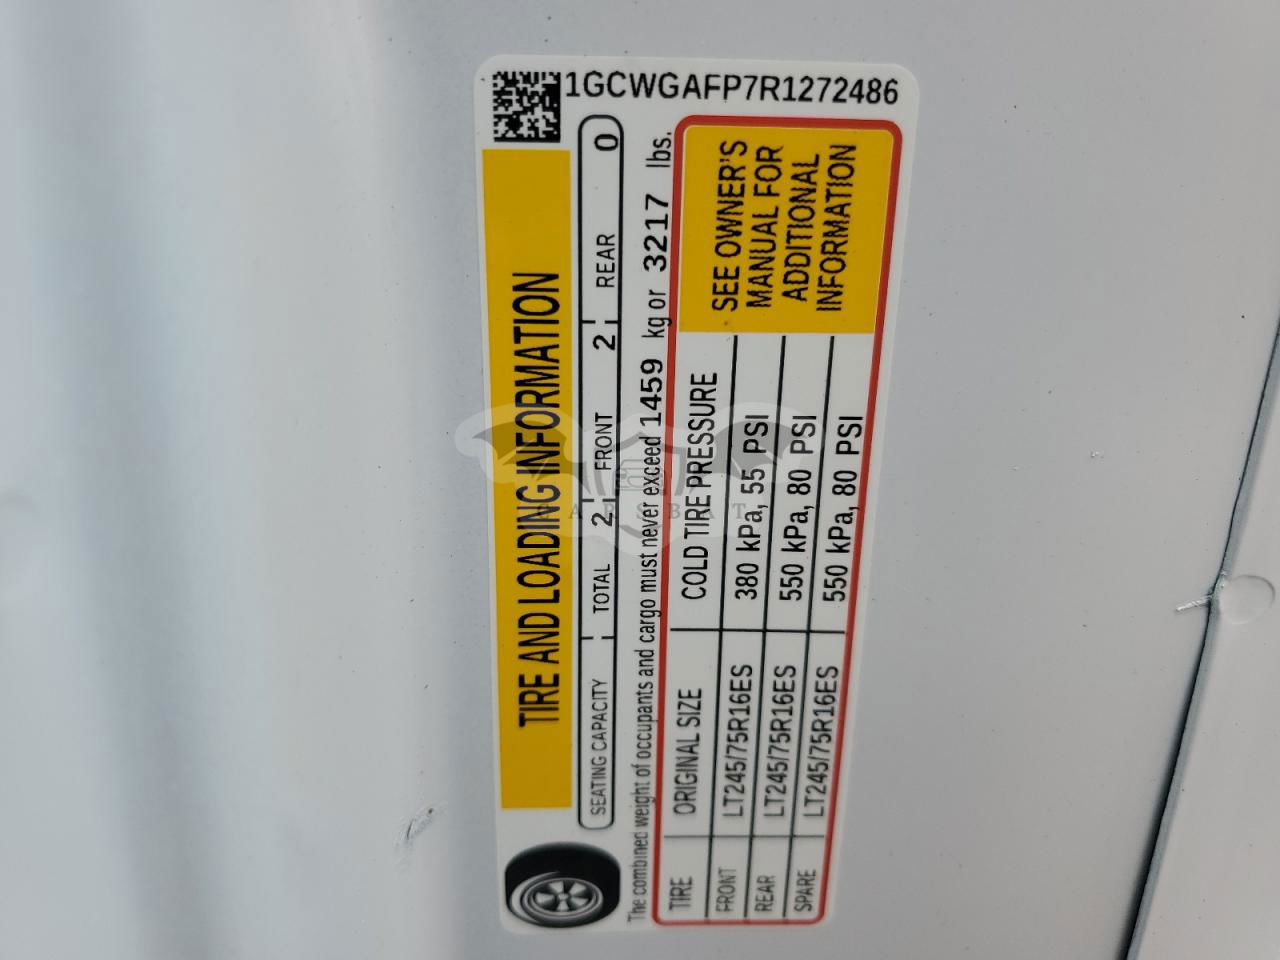 1GCWGAFP7R1272486
TIRE AND LOADING INFORMATION
SEATING CAPACITY TOTAL 2 FRONT 2 REAR 0
The combined weight of occupants and cargo must never exceed 1459 kg or 3217 lbs.
TIRE ORIGINAL SIZE COLD TIRE PRESSURE
FRONT LT245/75R16ES 380 kPa, 55 PSI
REAR LT245/75R16ES 550 kPa, 80 PSI
SPARE LT245/75R16ES 550 kPa, 80 PSI
SEE OWNER'S
MANUAL FOR
ADDITIONAL
INFORMATION
CARSBAT